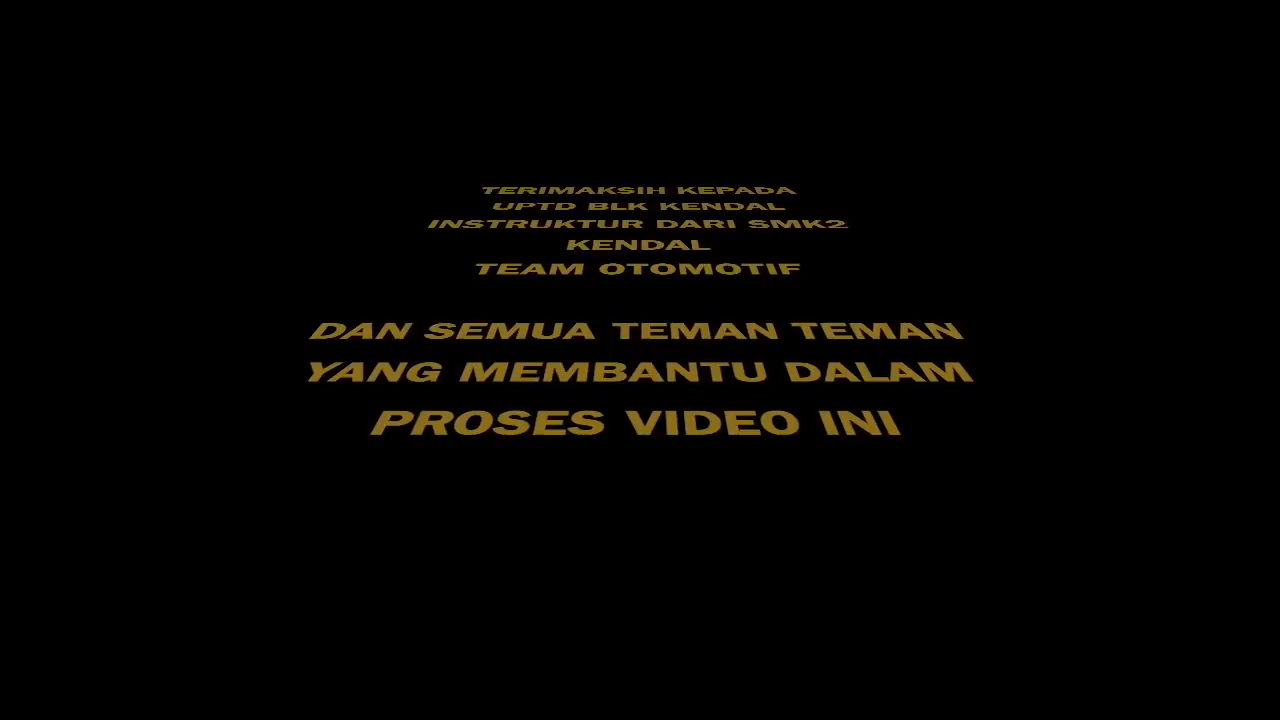 TERIMAKSIH KEPADA
UPTD BLK KENDAL
INSTRUKTUR DARI SMK2
KENDAL
TEAM OTOMOTIF
DAN SEMUA TEMAN TEMAN
YANG MEMBANTU DALAM
PROSES VIDEO INI